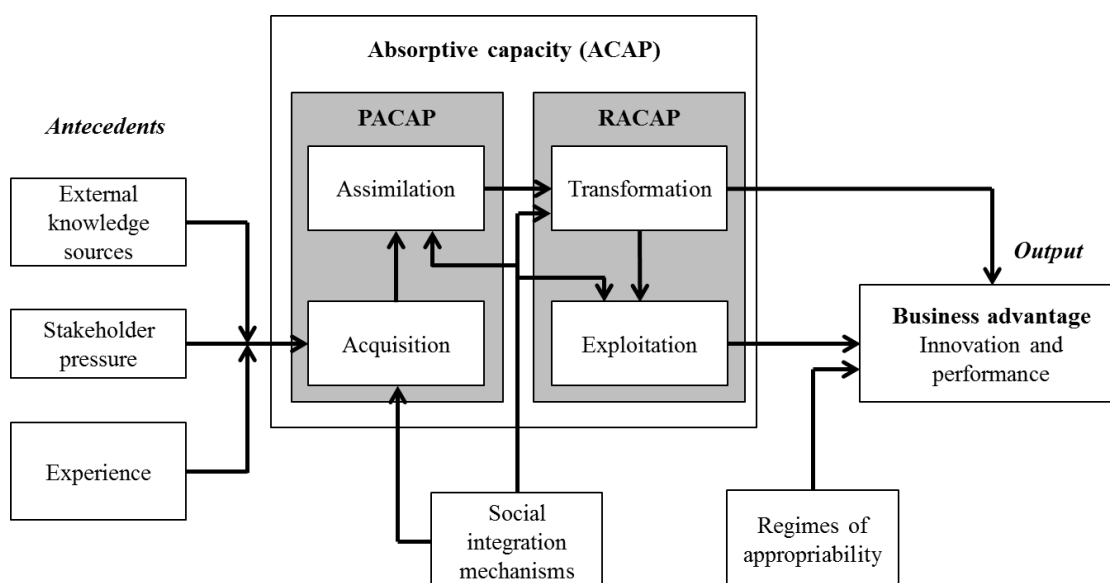 Absorptive capacity (ACAP)
Antecedents
PACAP
RACAP
External
knowledge
sources
Assimilation
Transformation
Output
Stakeholder
pressure
Acquisition
Exploitation
Business advantage
Innovation and
performance
Experience
Social
integration
mechanisms
Regimes of
appropriability